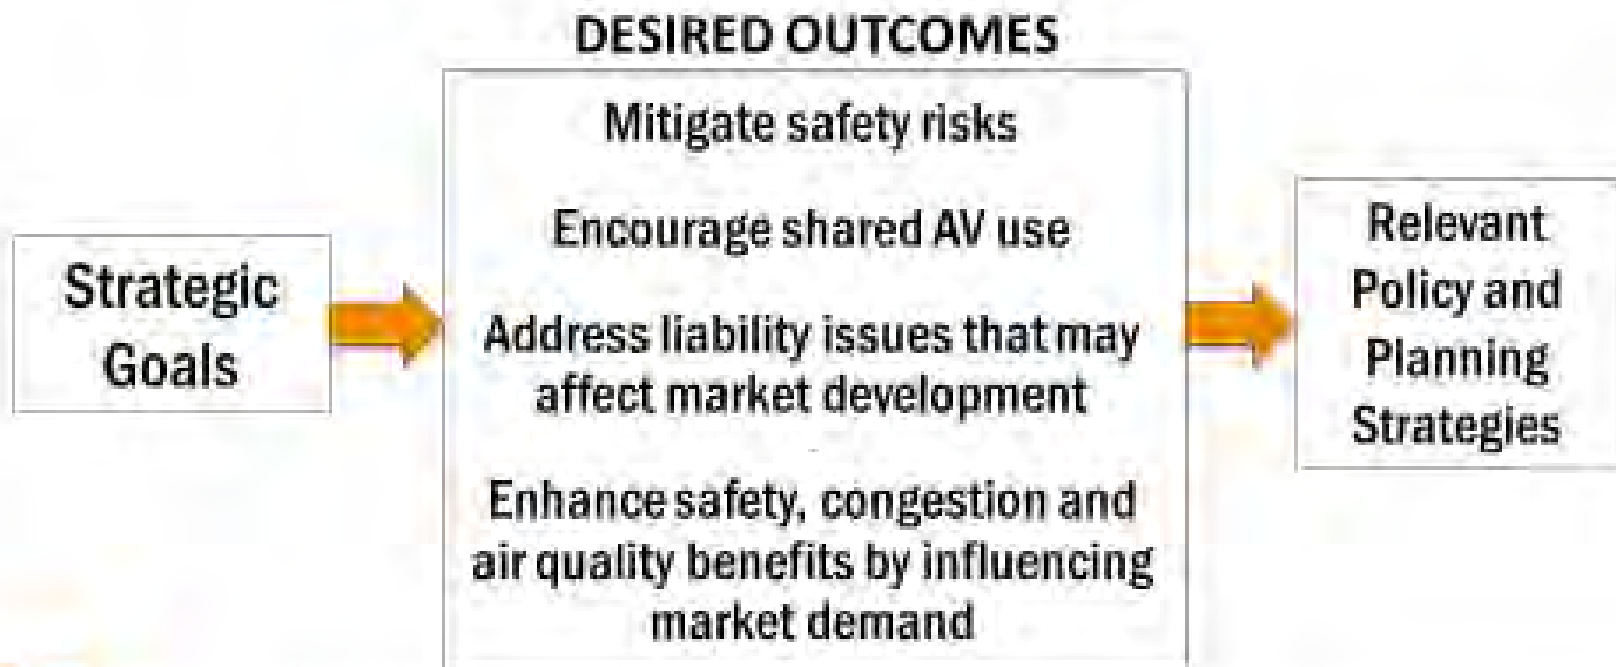 DESIRED OUTCOMES
Strategic
Goals
Mitigate safety risks
Encourage shared AV use
Address liability issues that may
affect market development
Enhance safety, congestion and
air quality benefits by influencing
market demand
Relevant
Policy and
Planning
Strategies